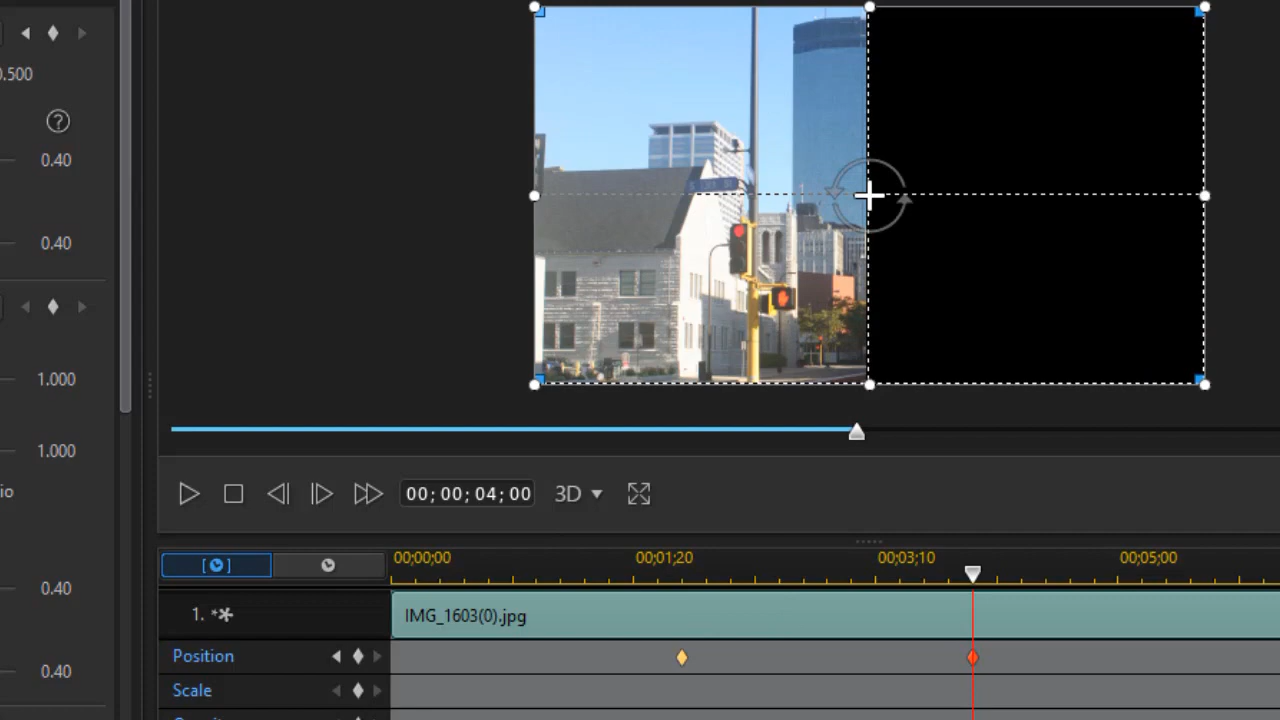 0.500
0.40
0.40
1.000
1.000
io
0.40
0.40
00;00;04;00
3D
00;00;00 00;01;20 00;03;10 00;05;00
1. IMG_1603(0).jpg
Position
Scale